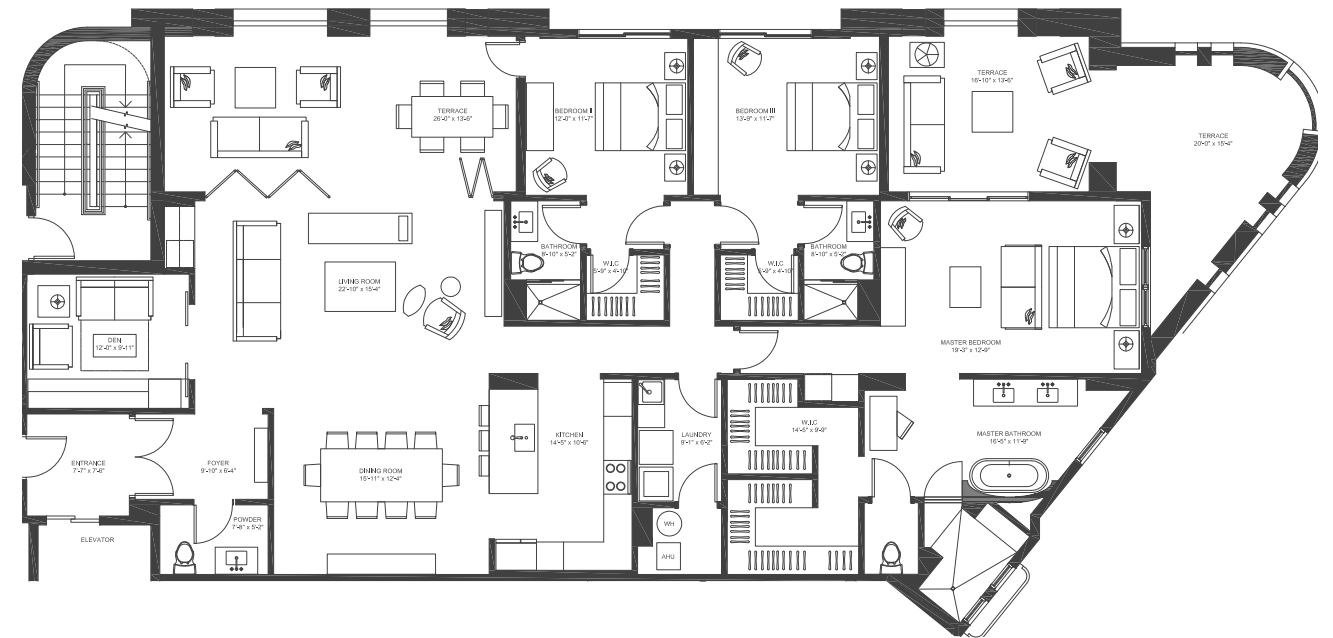 TERRACE
16'-10" x 13'-6"
TERRACE
26'-0" x 13'-6"
BEDROOM II
12'-0" x 11'-7"
BEDROOM III
13'-9" x 11'-7"
TERRACE
20'-0" x 15'-4"
BATHROOM
8'-10" x 5'-2"
W.I.C
5'-9" x 4'-10"
W.I.C
5'-9" x 4'-10"
BATHROOM
8'-10" x 5'-2"
LIVING ROOM
22'-10" x 15'-4"
DEN
12'-0" x 9'-11"
MASTER BEDROOM
19'-3" x 12'-9"
ENTRANCE
7'-7" x 7'-6"
FOYER
9'-10" x 6'-4"
DINING ROOM
15'-11" x 12'-4"
KITCHEN
14'-5" x 10'-6"
LAUNDRY
9'-1" x 6'-2"
W.I.C
14'-5" x 9'-9"
MASTER BATHROOM
16'-5" x 11'-9"
POWDER
7'-8" x 5'-2"
ELEVATOR
WH
AHU